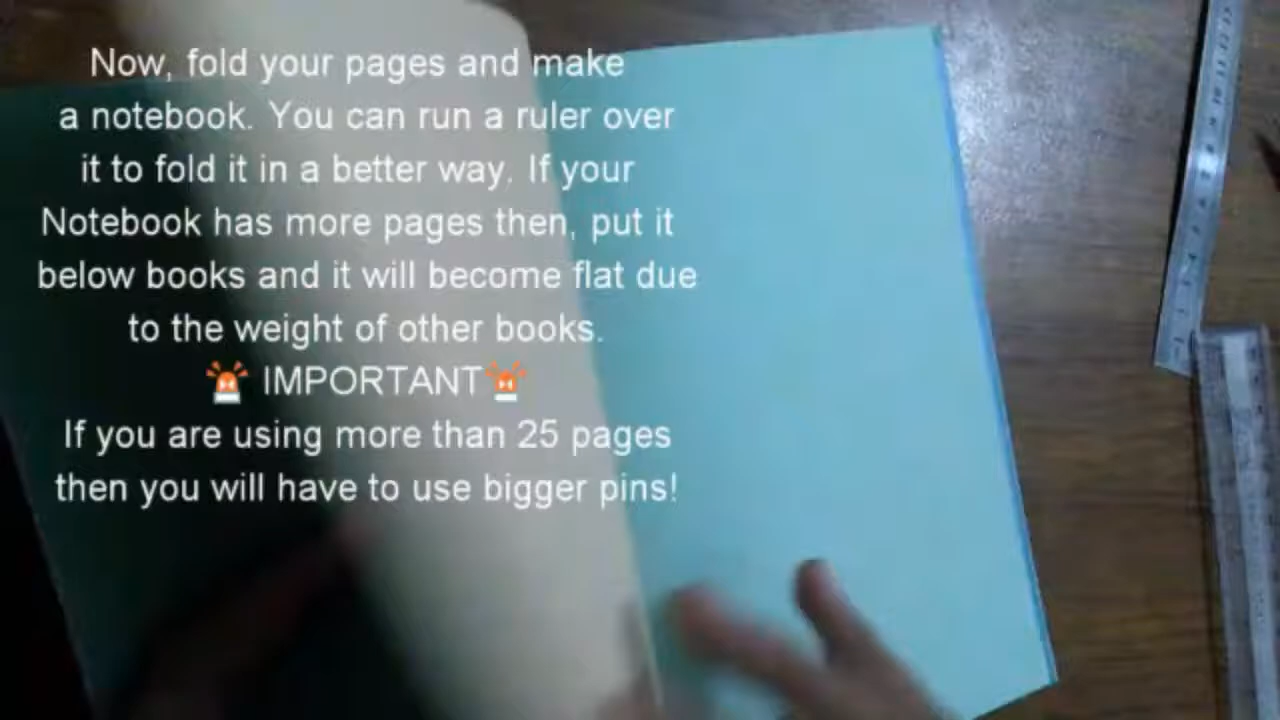 Now, fold your pages and make
a notebook. You can run a ruler over
it to fold it in a better way. If your
Notebook has more pages then, put it
below books and it will become flat due
to the weight of other books.
🚨 IMPORTANT🚨
If you are using more than 25 pages
then you will have to use bigger pins!